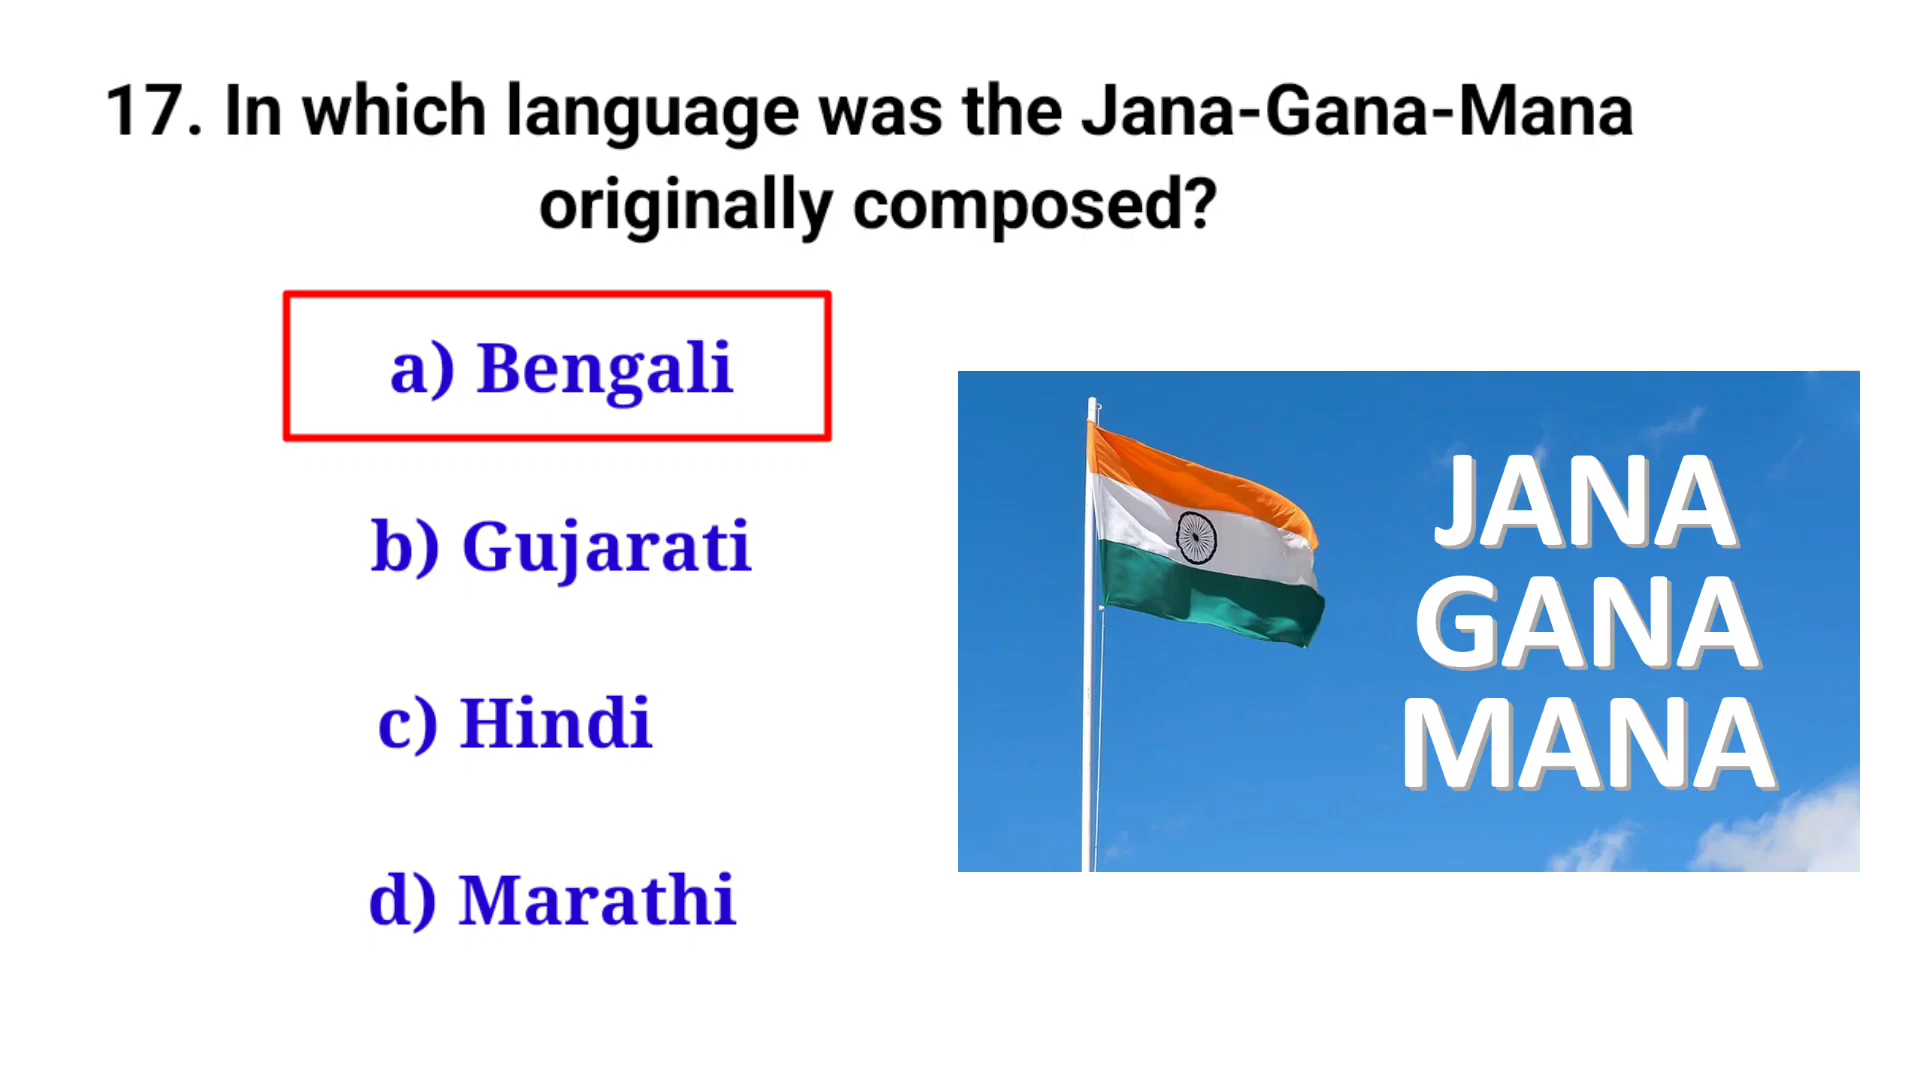 17. In which language was the Jana-Gana-Mana
originally composed?
a) Bengali
b) Gujarati
c) Hindi
d) Marathi
JANA
GANA
MANA